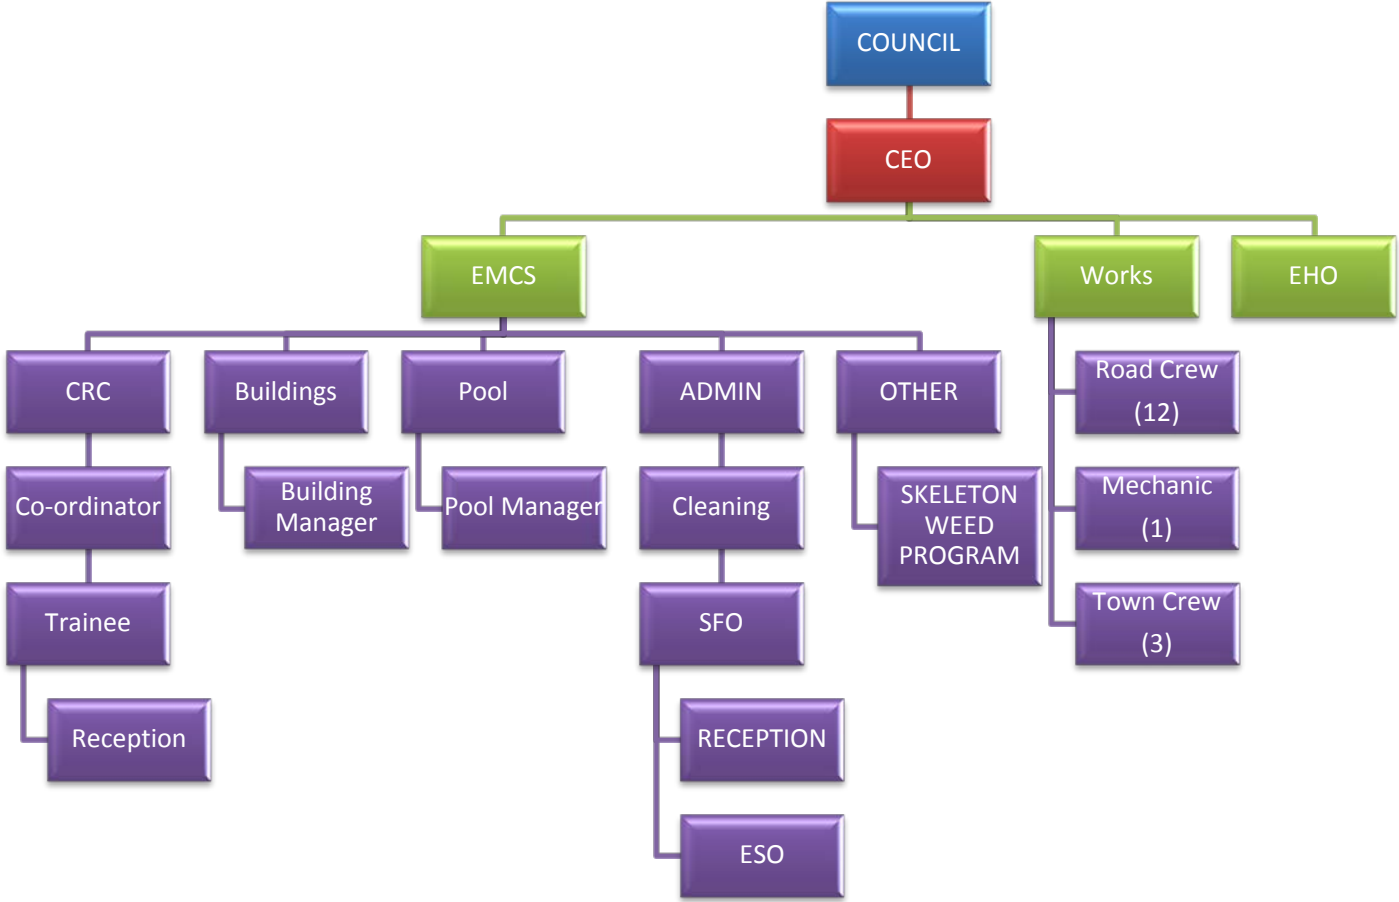 COUNCIL
CEO
EMCS
Works
EHO
CRC
Buildings
Pool
ADMIN
OTHER
Road Crew
(12)
Co-ordinator
Building
Manager
Pool Manager
Cleaning
SKELETON
WEED
PROGRAM
Mechanic
(1)
Trainee
SFO
Town Crew
(3)
Reception
RECEPTION
ESO